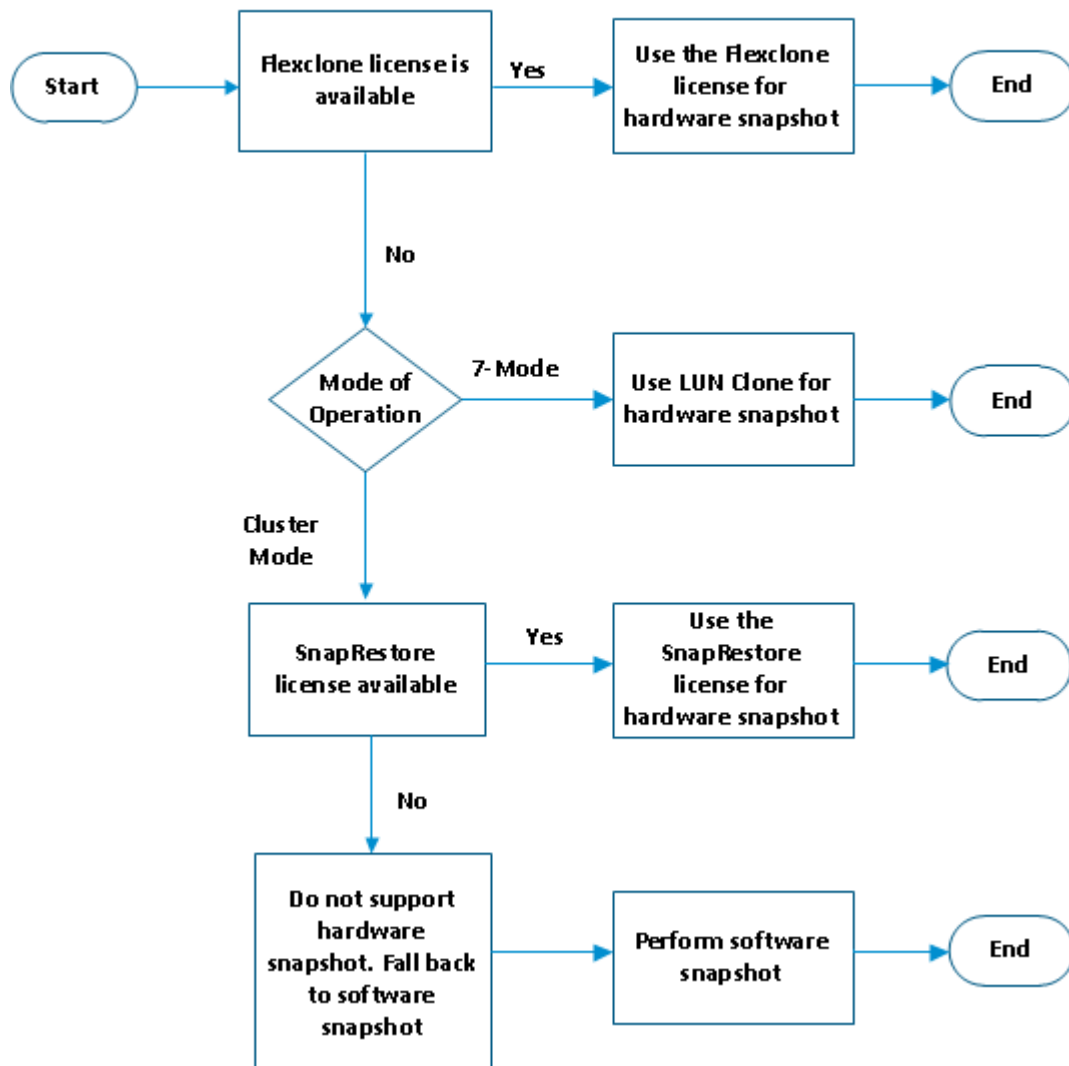 Start
Flexclone license is
available
Yes
Use the Flexclone
license for
hardware snapshot
End
No
Mode of
Operation
7-Mode
Use LUN Clone for
hardware snapshot
End
Cluster
Mode
SnapRestore
license available
Yes
Use the
SnapRestore
license for
hardware snapshot
End
No
Do not support
hardware
snapshot. Fall back
to software
snapshot
Perform software
snapshot
End